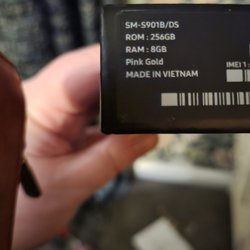 SM-S901B/DS
ROM : 256GB
RAM : 8GB
Pink Gold
IMEI 1 :
MADE IN VIETNAM